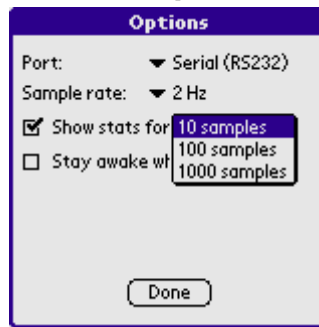 Options
Port: Serial (RS232)
Sample rate: 2 Hz
Show stats for 10 samples
100 samples
Stay awake wh
1000 samples
Done